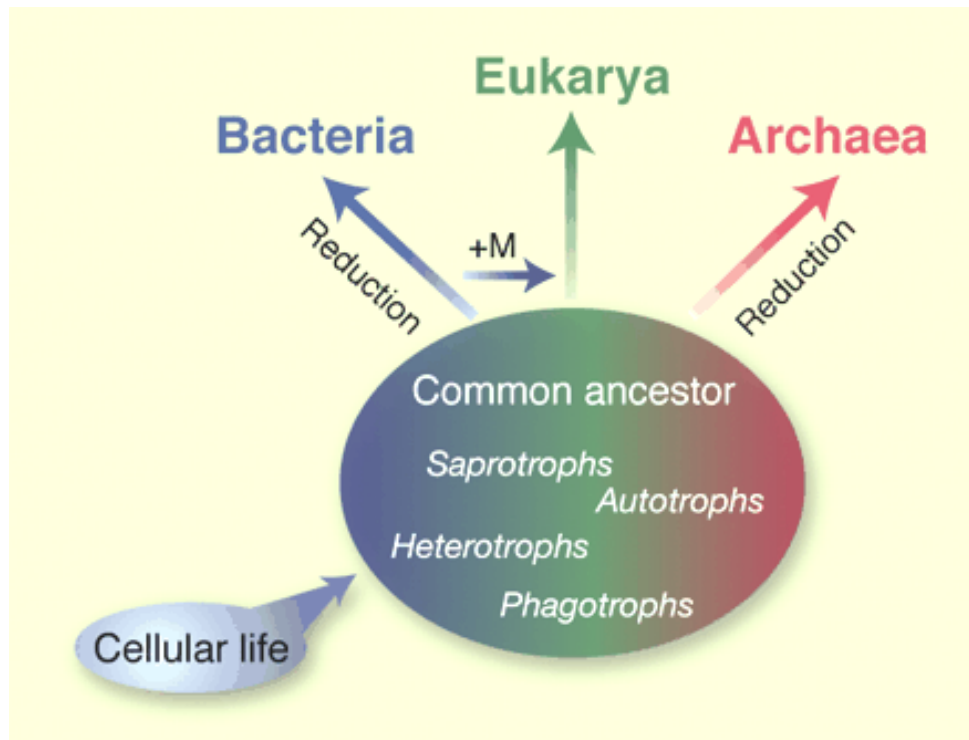 Eukarya
Bacteria
Archaea
Reduction
+M
Reduction
Common ancestor
Saprotrophs
Autotrophs
Heterotrophs
Phagotrophs
Cellular life